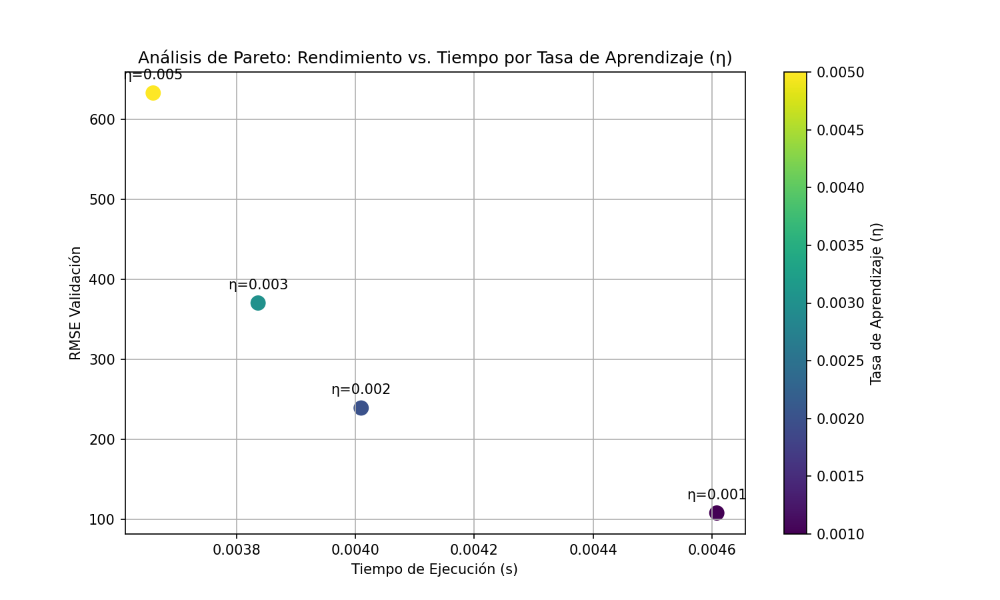 Análisis de Pareto: Rendimiento vs. Tiempo por Tasa de Aprendizaje (η)
η=0.005
η=0.003
η=0.002
η=0.001
600
500
400
300
200
100
RMSE Validación
0.0038 0.0040 0.0042 0.0044 0.0046
Tiempo de Ejecución (s)
0.0050
0.0045
0.0040
0.0035
0.0030
0.0025
0.0020
0.0015
0.0010
Tasa de Aprendizaje (η)